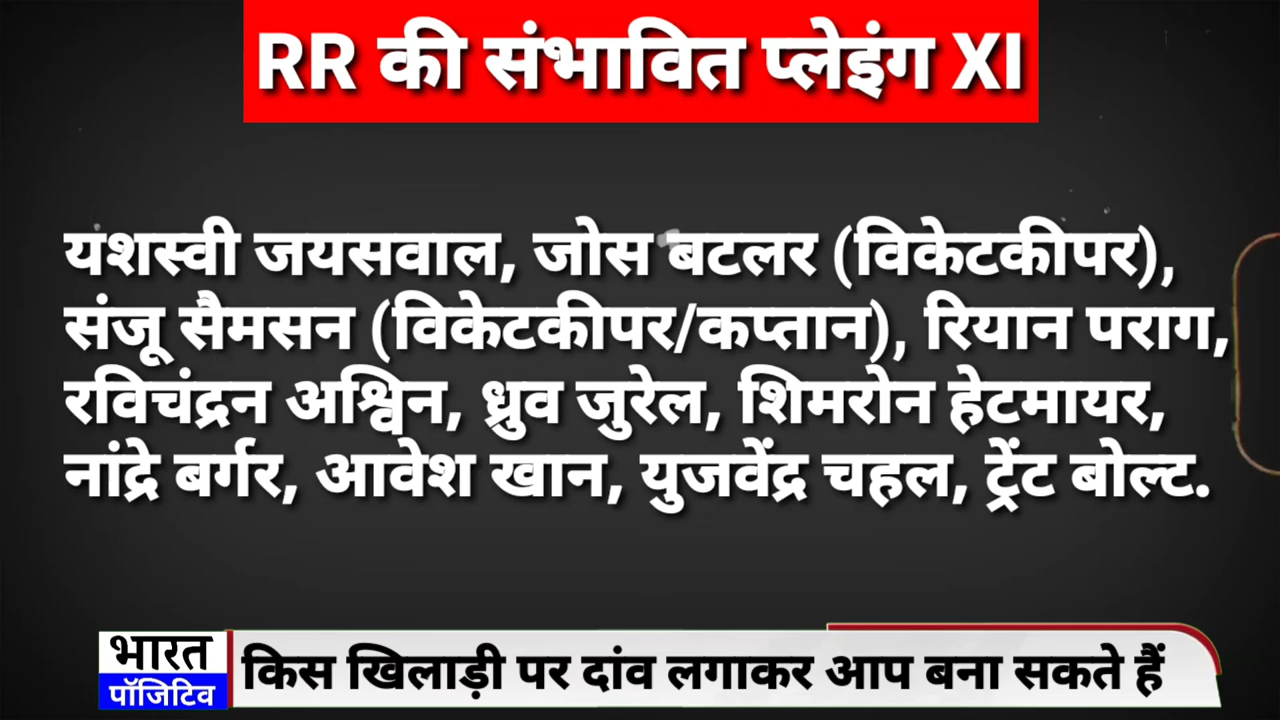 RR की संभावित प्लेइंग XI
यशस्वी जयसवाल, जोस बटलर (विकेटकीपर),
संजू सैमसन (विकेटकीपर/कप्तान), रियान पराग,
रविचंद्रन अश्विन, ध्रुव जुरेल, शिमरोन हेटमायर,
नांद्रे बर्गर, आवेश खान, युजवेंद्र चहल, ट्रेंट बोल्ट.
भारत
पॉजिटिव
किस खिलाड़ी पर दांव लगाकर आप बना सकते हैं